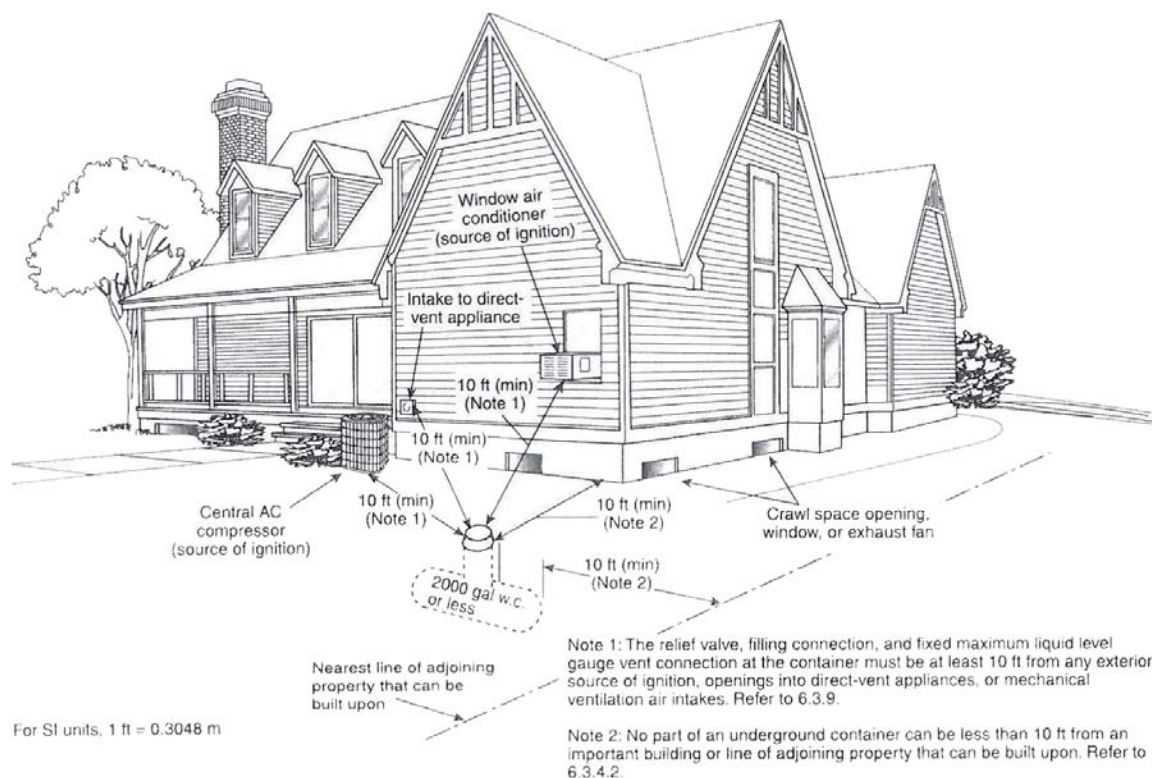 Window air
conditioner
(source of ignition)
Intake to direct-
vent appliance
10 ft (min)
(Note 1)
10 ft (min)
(Note 1)
10 ft (min)
(Note 1)
10 ft (min)
(Note 2)
Central AC
compressor
(source of ignition)
Crawl space opening,
window, or exhaust fan
10 ft (min)
(Note 2)
2000 gal w.c.
or less
Nearest line of adjoining
property that can be
built upon
For SI units, 1 ft = 0.3048 m
Note 1: The relief valve, filling connection, and fixed maximum liquid level
gauge vent connection at the container must be at least 10 ft from any exterior
source of ignition, openings into direct-vent appliances, or mechanical
ventilation air intakes. Refer to 6.3.9.
Note 2: No part of an underground container can be less than 10 ft from an
important building or line of adjoining property that can be built upon. Refer to
6.3.4.2.